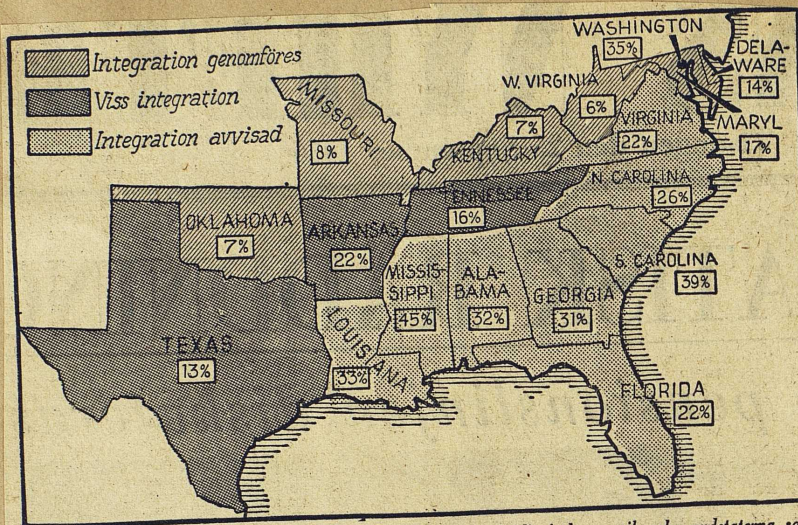 Integration genomföres
Viss integration
Integration avvisad
WASHINGTON
35%
DELA-
WARE
14%
W. VIRGINIA
6%
MARYL
17%
VIRGINIA
22%
MISSOURI
8%
KENTUCKY
7%
N. CAROLINA
26%
TENNESSEE
16%
OKLAHOMA
7%
ARKANSAS
22%
S. CAROLINA
39%
MISSIS-
SIPPI
45%
ALA-
BAMA
32%
GEORGIA
31%
LOUISIANA
33%
TEXAS
13%
FLORIDA
22%